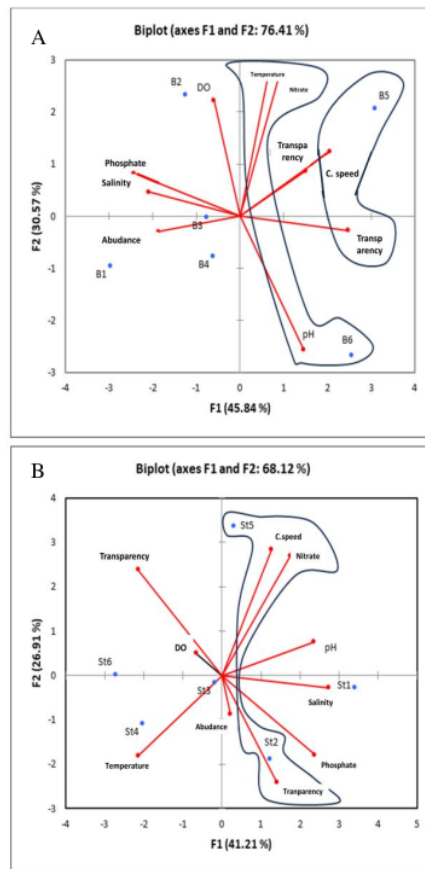 A
Biplot (axes F1 and F2: 76.41 %)
3
B2
DO
Temperature
Nitrate
B5
2
Transpa
rency
C. speed
1
Phosphate
Salinity
F2 (30.57 %)
0
Abudance
B3
Transp
arency
B1
B4
-1
-2
pH
B6
-3
-4 -3 -2 -1 0 1 2 3 4
F1 (45.84 %)
B
Biplot (axes F1 and F2: 68.12 %)
4
St5
C.speed
3
Transparency
Nitrate
2
1
DO
pH
F2 (26.91 %)
St6
0
St3
St1
Salinity
St4
Abudance
-1
St2
Temperature
Phosphate
-2
Tranparency
-3
-4 -3 -2 -1 0 1 2 3 4 5
F1 (41.21 %)